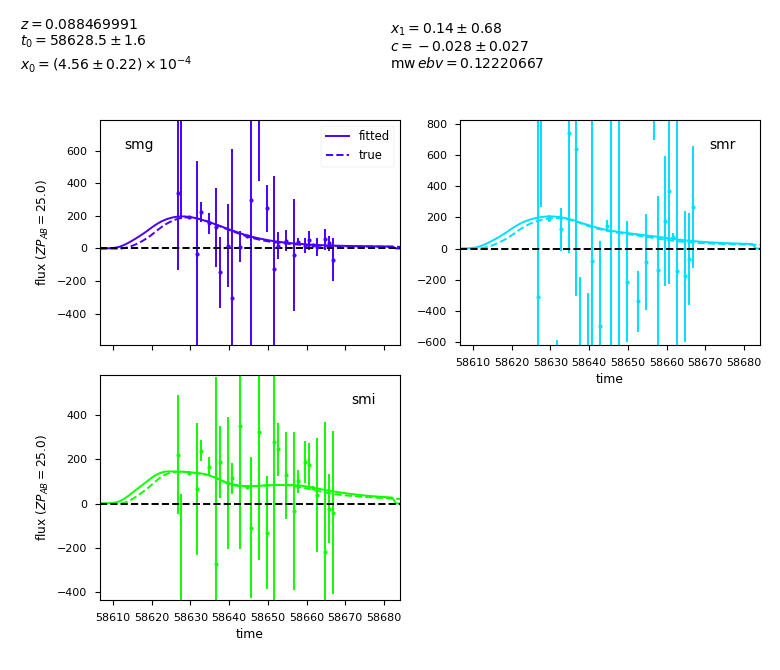 z = 0.088469991
t₀ = 58628.5 ± 1.6
x₀ = (4.56 ± 0.22) × 10⁻⁴
x₁ = 0.14 ± 0.68
c = −0.028 ± 0.027
mw ebv = 0.12220667
smg
fitted
true
600
400
200
0
−200
−400
flux (ZP_AB = 25.0)
smr
800
600
400
200
0
−200
−400
−600
58610 58620 58630 58640 58650 58660 58670 58680
time
smi
400
200
0
−200
−400
flux (ZP_AB = 25.0)
58610 58620 58630 58640 58650 58660 58670 58680
time